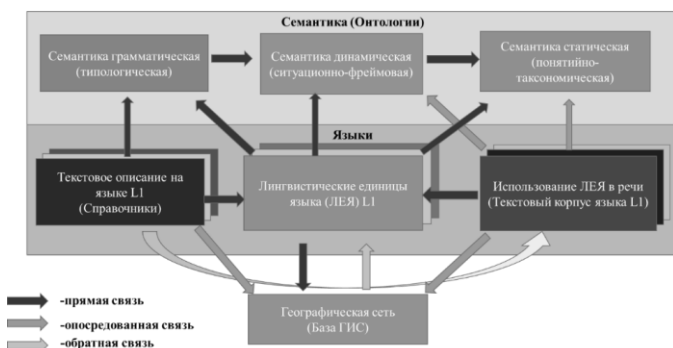 Семантика (Онтологии)
Семантика грамматическая
(типологическая)
Семантика динамическая
(ситуационно-фреймовая)
Семантика статическая
(понятийно-
таксономическая)
Языки
Текстовое описание на
языке L1
(Справочники)
Лингвистические единицы
языка (ЛЕЯ) L1
Использование ЛЕЯ в речи
(Текстовый корпус языка L1)
Географическая сеть
(База ГИС)
-прямая связь
-опосредованная связь
-обратная связь